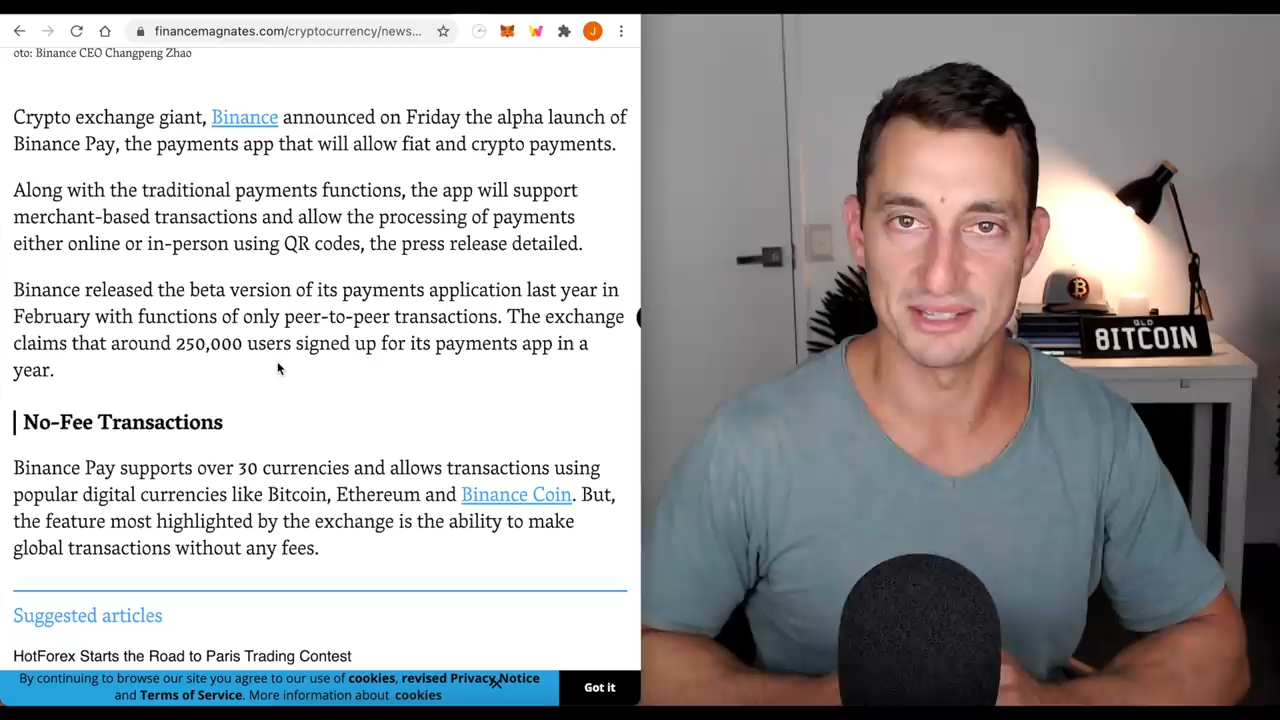 financemagnates.com/cryptocurrency/news...
J
oto: Binance CEO Changpeng Zhao
Crypto exchange giant, Binance announced on Friday the alpha launch of
Binance Pay, the payments app that will allow fiat and crypto payments.
Along with the traditional payments functions, the app will support
merchant-based transactions and allow the processing of payments
either online or in-person using QR codes, the press release detailed.
Binance released the beta version of its payments application last year in
February with functions of only peer-to-peer transactions. The exchange
claims that around 250,000 users signed up for its payments app in a
year.
No-Fee Transactions
Binance Pay supports over 30 currencies and allows transactions using
popular digital currencies like Bitcoin, Ethereum and Binance Coin. But,
the feature most highlighted by the exchange is the ability to make
global transactions without any fees.
Suggested articles
HotForex Starts the Road to Paris Trading Contest
By continuing to browse our site you agree to our use of cookies, revised Privacy Notice
and Terms of Service. More information about cookies
Got it
QLD
8ITCOIN